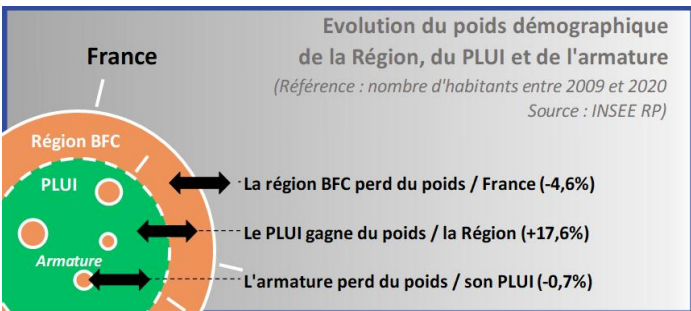 Evolution du poids démographique
de la Région, du PLUI et de l'armature
(Référence : nombre d'habitants entre 2009 et 2020
Source : INSEE RP)
France
Région BFC
PLUI
Armature
La région BFC perd du poids / France (-4,6%)
Le PLUI gagne du poids / la Région (+17,6%)
L'armature perd du poids / son PLUI (-0,7%)